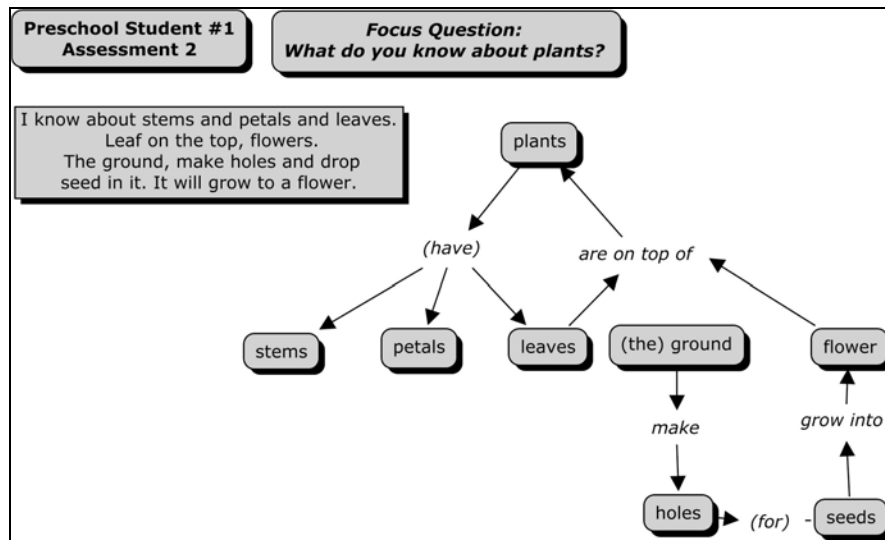 Preschool Student #1
Assessment 2
Focus Question:
What do you know about plants?
I know about stems and petals and leaves.
Leaf on the top, flowers.
The ground, make holes and drop
seed in it. It will grow to a flower.
plants
(have)
are on top of
stems
petals
leaves
(the) ground
flower
make
grow into
holes
(for)
seeds